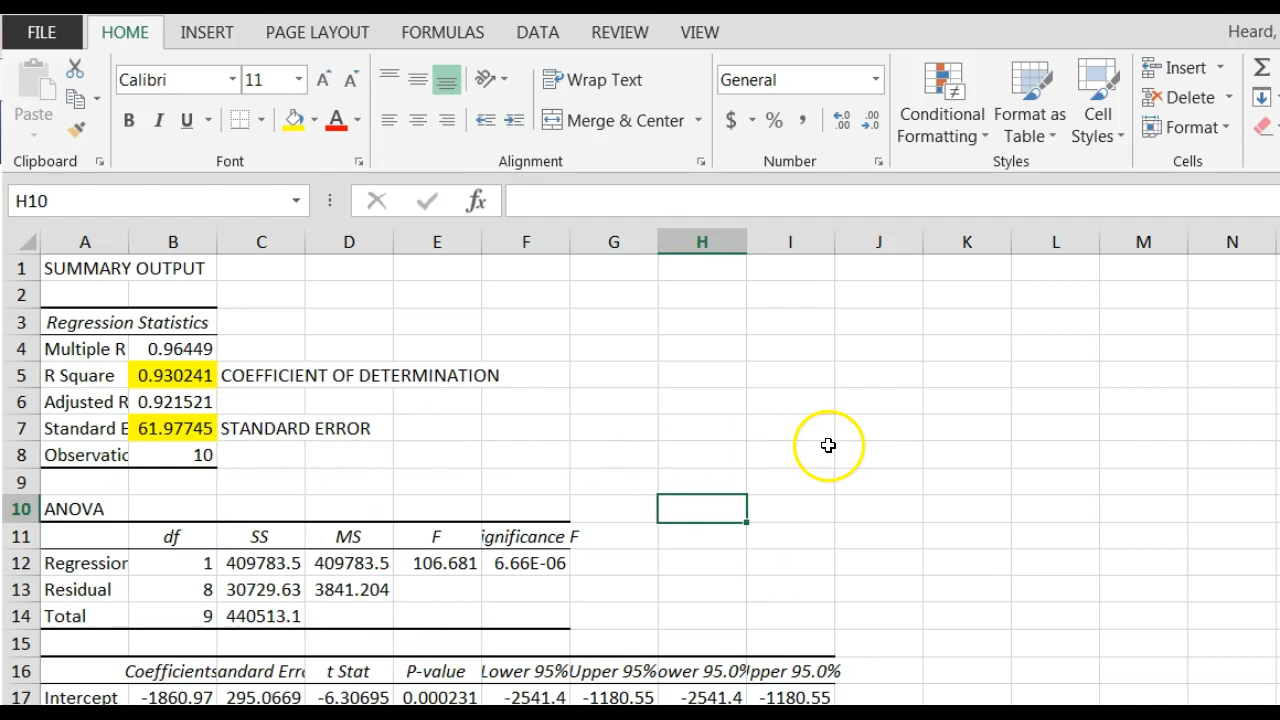 FILE HOME INSERT PAGE LAYOUT FORMULAS DATA REVIEW VIEW Heard,
Calibri 11 Wrap Text General Insert Σ
Paste B I U Merge & Center $ % , Conditional Formatting Format as Table Cell Styles Delete
Format
Clipboard Font Alignment Number Styles Cells
H10 fx
A B C D E F G H I J K L M N
1 SUMMARY OUTPUT
2
3 Regression Statistics
4 Multiple R 0.96449
5 R Square 0.930241 COEFFICIENT OF DETERMINATION
6 Adjusted R 0.921521
7 Standard E 61.97745 STANDARD ERROR
8 Observatio 10
9
10 ANOVA
11 df SS MS F ignificance F
12 Regression 1 409783.5 409783.5 106.681 6.66E-06
13 Residual 8 30729.63 3841.204
14 Total 9 440513.1
15
16 Coefficients andard Erro t Stat P-value Lower 95% Upper 95% ower 95.0% pper 95.0%
17 Intercept -1860.97 295.0669 -6.30695 0.000231 -2541.4 -1180.55 -2541.4 -1180.55